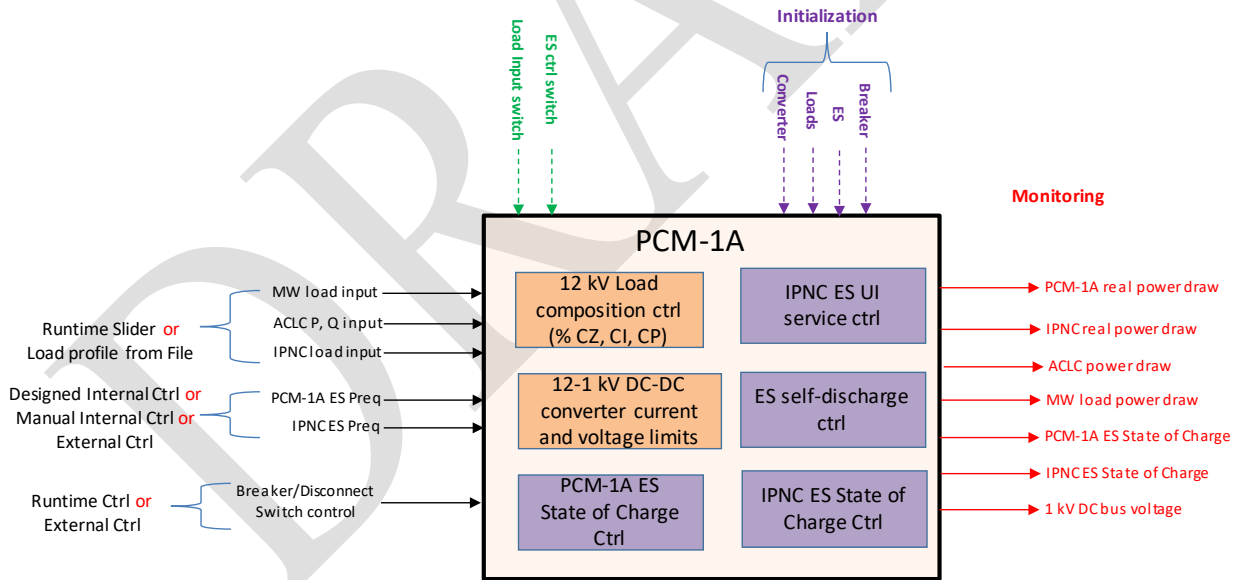 DRAFT
Initialization
Load Input switch
ES ctrl switch
Converter
Loads
ES
Breaker
Monitoring
PCM-1A
MW load input
ACLC P, Q input
IPNC load input
Runtime Slider or
Load profile from File
PCM-1A ES Preq
IPNC ES Preq
Designed Internal Ctrl or
Manual Internal Ctrl or
External Ctrl
Breaker/Disconnect
Switch control
Runtime Ctrl or
External Ctrl
12 kV Load
composition ctrl
(% CZ, CI, CP)
IPNC ES UI
service ctrl
12-1 kV DC-DC
converter current
and voltage limits
ES self-discharge
ctrl
PCM-1A ES
State of Charge
Ctrl
IPNC ES State of
Charge Ctrl
PCM-1A real power draw
IPNC real power draw
ACLC power draw
MW load power draw
PCM-1A ES State of Charge
IPNC ES State of Charge
1 kV DC bus voltage